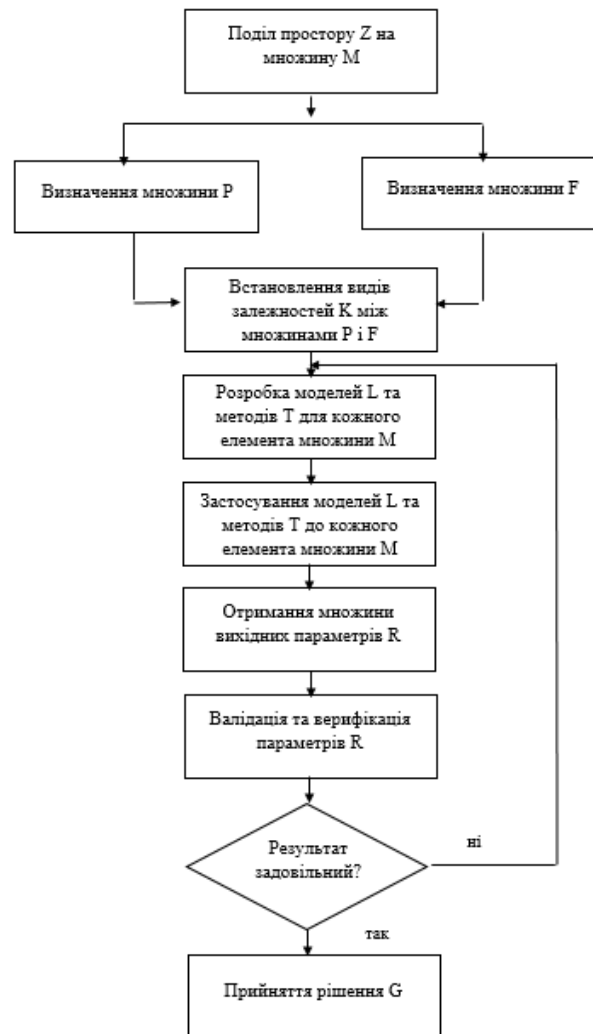 Поділ простору Z на
множину M
Визначення множини P
Визначення множини F
Встановлення видів
залежностей K між
множинами P і F
Розробка моделей L та
методів T для кожного
елемента множини M
Застосування моделей L та
методів T до кожного
елемента множини M
Отримання множини
вихідних параметрів R
Валідація та верифікація
параметрів R
Результат
задовільний?
ні
так
Прийняття рішення G